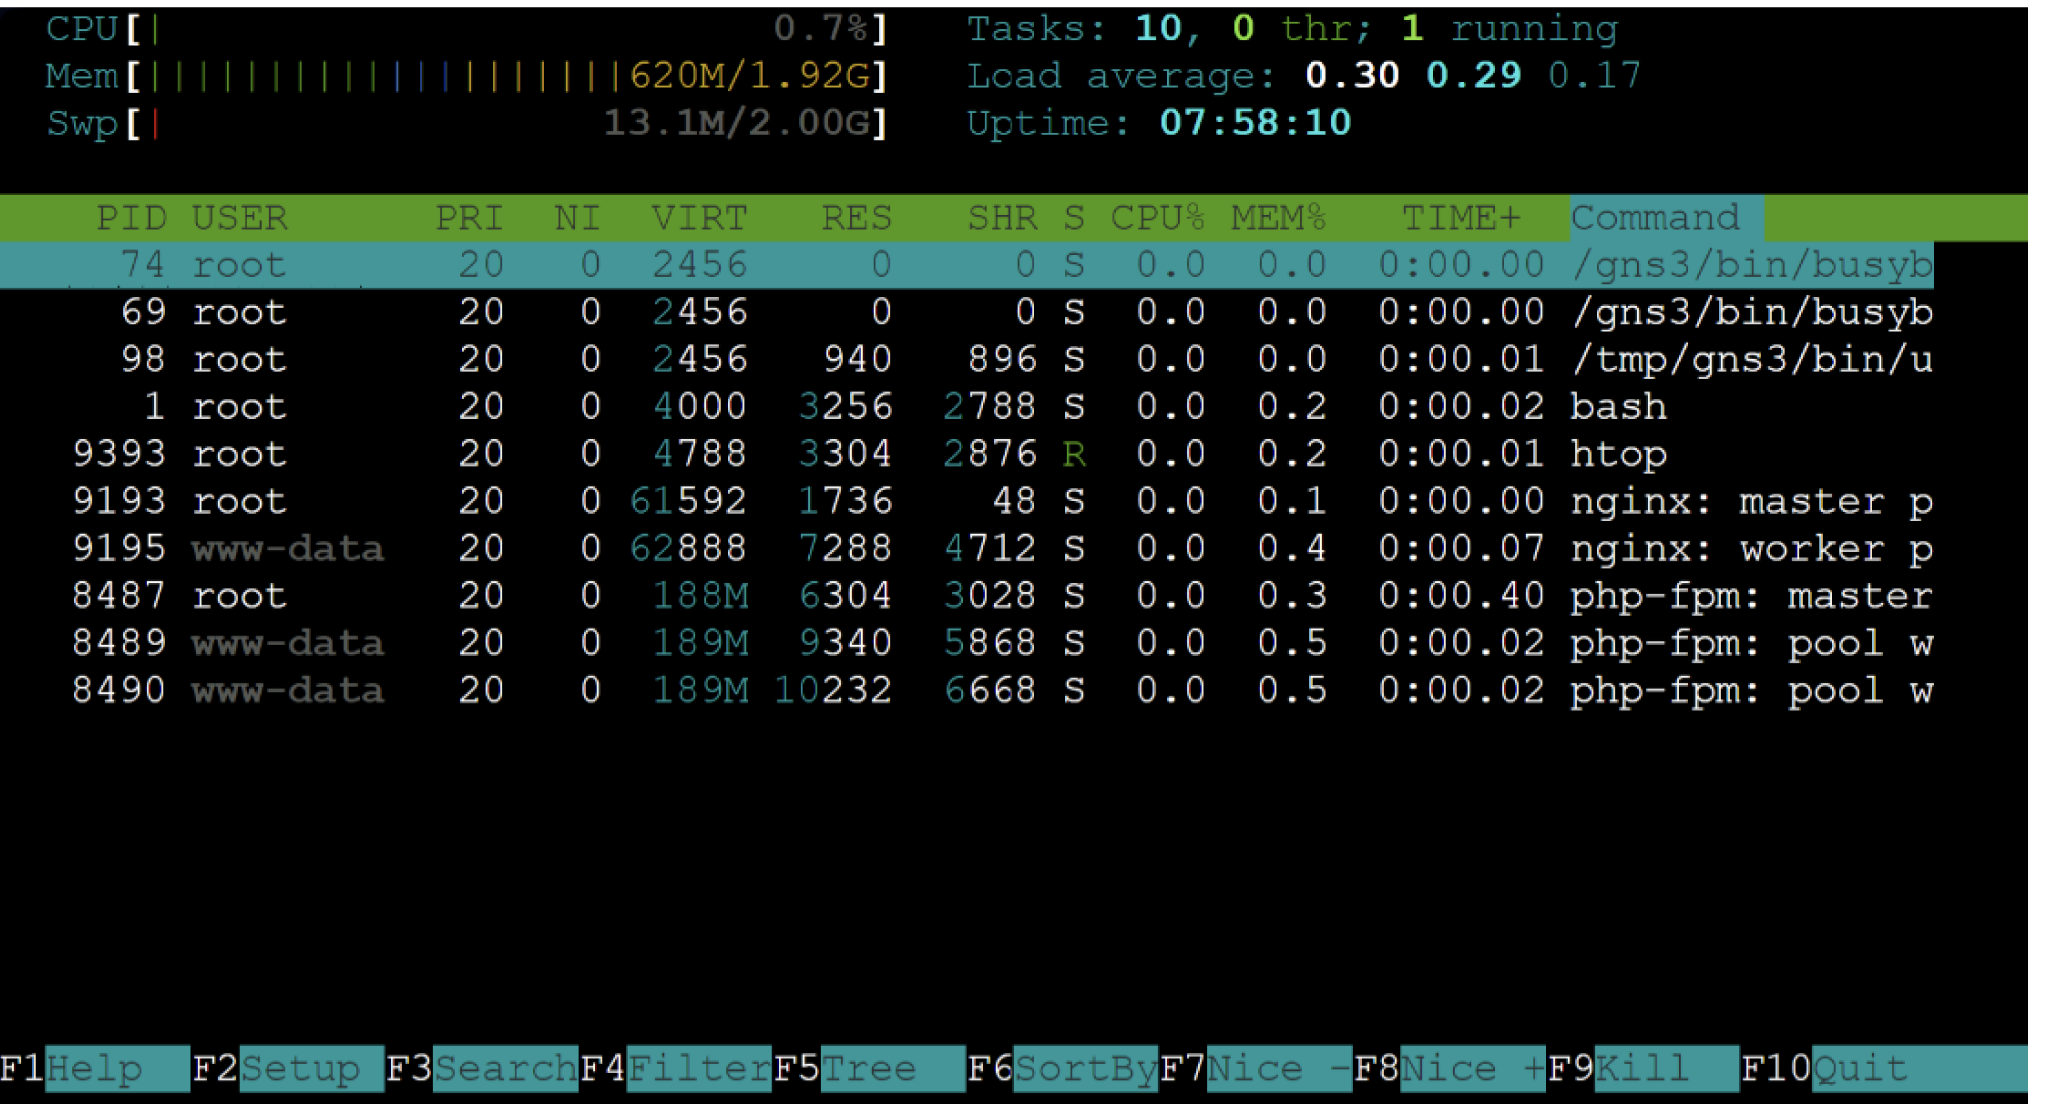 CPU[| 0.7%] Tasks: 10, 0 thr; 1 running
Mem[||||||||||||||||||||620M/1.92G] Load average: 0.30 0.29 0.17
Swp[| 13.1M/2.00G] Uptime: 07:58:10
PID USER PRI NI VIRT RES SHR S CPU% MEM% TIME+ Command
74 root 20 0 2456 0 0 S 0.0 0.0 0:00.00 /gns3/bin/busyb
69 root 20 0 2456 0 0 S 0.0 0.0 0:00.00 /gns3/bin/busyb
98 root 20 0 2456 940 896 S 0.0 0.0 0:00.01 /tmp/gns3/bin/u
1 root 20 0 4000 3256 2788 S 0.0 0.2 0:00.02 bash
9393 root 20 0 4788 3304 2876 R 0.0 0.2 0:00.01 htop
9193 root 20 0 61592 1736 48 S 0.0 0.1 0:00.00 nginx: master p
9195 www-data 20 0 62888 7288 4712 S 0.0 0.4 0:00.07 nginx: worker p
8487 root 20 0 188M 6304 3028 S 0.0 0.3 0:00.40 php-fpm: master
8489 www-data 20 0 189M 9340 5868 S 0.0 0.5 0:00.02 php-fpm: pool w
8490 www-data 20 0 189M 10232 6668 S 0.0 0.5 0:00.02 php-fpm: pool w
F1Help F2Setup F3SearchF4FilterF5Tree F6SortByF7Nice -F8Nice +F9Kill F10Quit